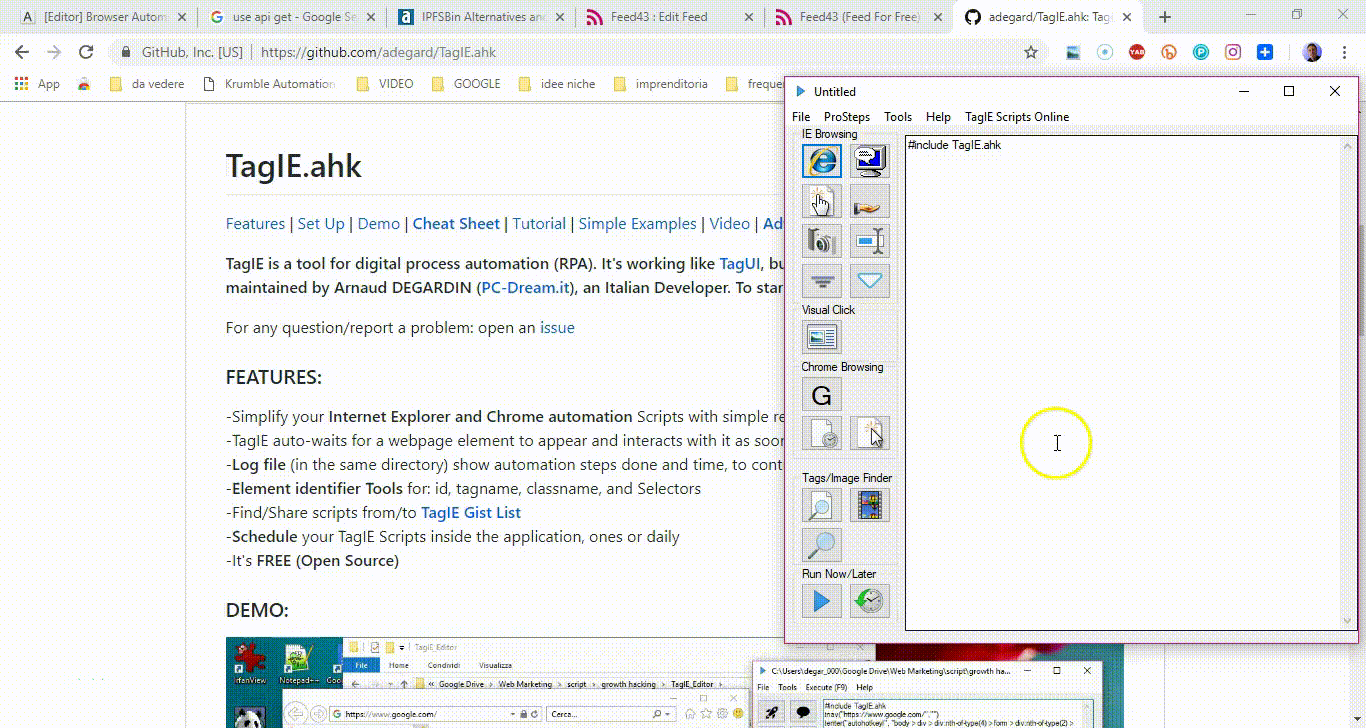 [Editor] Browser Autom
use api get - Google Se
IPFSBin Alternatives and
Feed43 : Edit Feed
Feed43 (Feed For Free)
adegard/TagIE.ahk: Tag
GitHub, Inc. [US]
https://github.com/adegard/TagIE.ahk
App
da vedere
Krumble Automation
VIDEO
GOOGLE
idee niche
imprenditoria
freque
TagIE.ahk
Features | Set Up | Demo | Cheat Sheet | Tutorial | Simple Examples | Video | Ad
TagIE is a tool for digital process automation (RPA). It's working like TagUI, bu
maintained by Arnaud DEGARDIN (PC-Dream.it), an Italian Developer. To star
For any question/report a problem: open an issue
FEATURES:
-Simplify your Internet Explorer and Chrome automation Scripts with simple re
-TagIE auto-waits for a webpage element to appear and interacts with it as soor
-Log file (in the same directory) show automation steps done and time, to cont
-Element identifier Tools for: id, tagname, classname, and Selectors
-Find/Share scripts from/to TagIE Gist List
-Schedule your TagIE Scripts inside the application, ones or daily
-It's FREE (Open Source)
DEMO:
IrfanView
Notepad++
Goo
TagIE_Editor
File
Home
Condividi
Visualizza
« Google Drive › Web Marketing › script › growth hacking › TagIE_Editor ›
https://www.google.com/
Cerca...
C:\Users\degar_000\Google Drive\Web Marketing\script\growth ha...
File
Tools
Execute (F9)
Help
#include TagIE.ahk
Untitled
File
ProSteps
Tools
Help
TagIE Scripts Online
IE Browsing
#include TagIE.ahk
Visual Click
Chrome Browsing
G
Tags/Image Finder
Run Now/Later